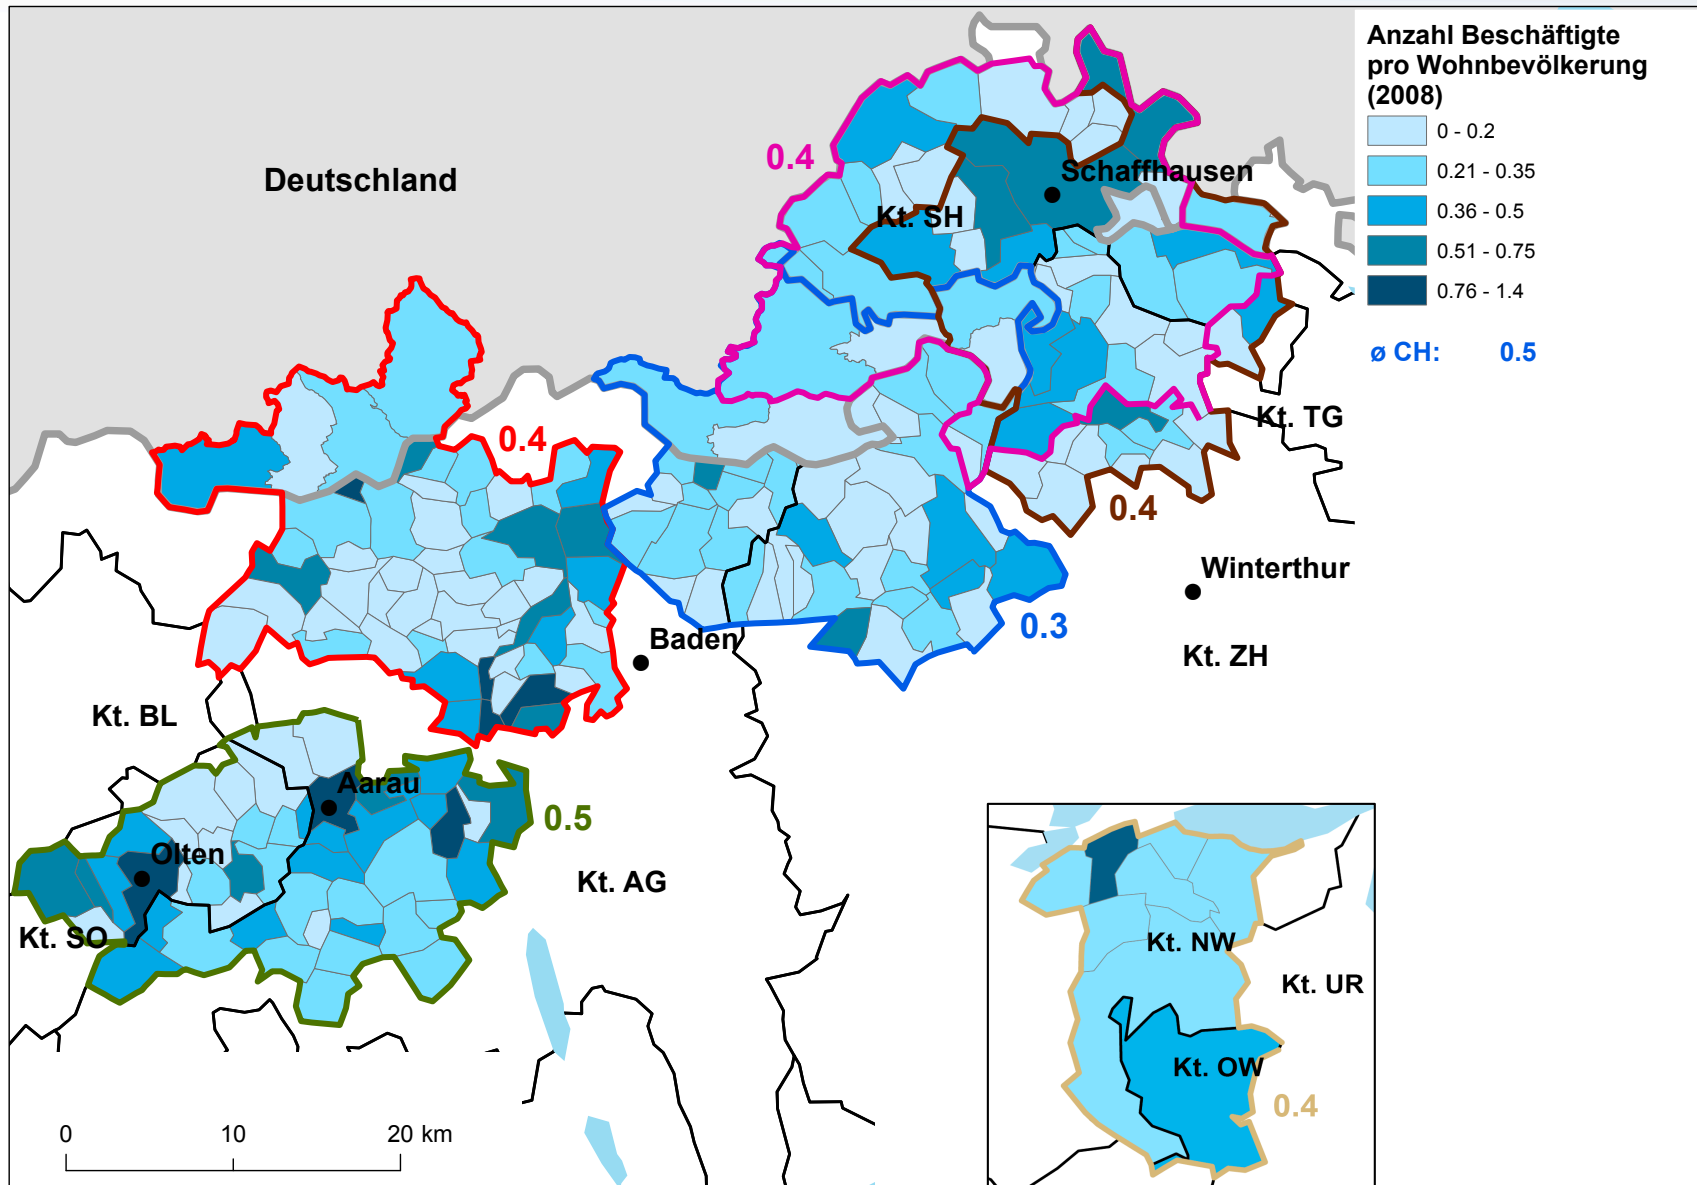 Anzahl Beschäftigte
pro Wohnbevölkerung
(2008)
0 - 0.2
0.21 - 0.35
0.36 - 0.5
0.51 - 0.75
0.76 - 1.4
ø CH: 0.5
Deutschland
0.4
Schaffhausen
Kt. SH
0.4
Kt. TG
0.4
Winterthur
0.3
Baden
Kt. ZH
Kt. BL
Aarau
0.5
Olten
Kt. AG
Kt. SO
Kt. NW
Kt. UR
Kt. OW
0.4
0 10 20 km